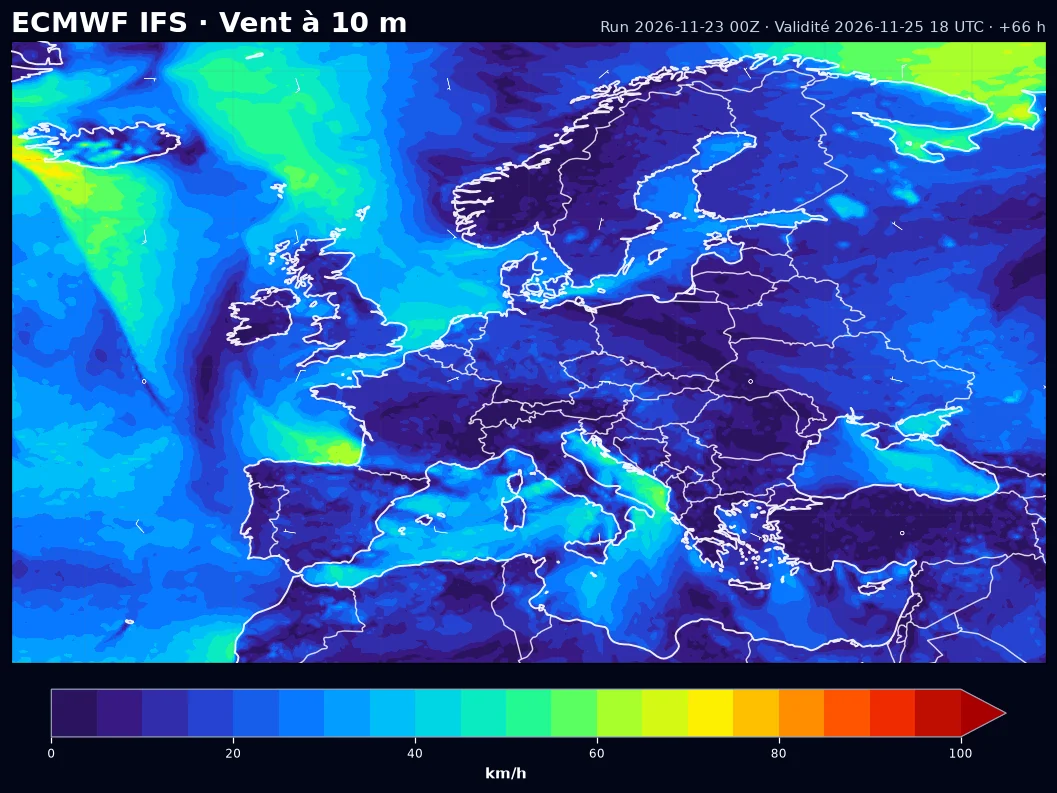 ECMWF IFS · Vent à 10 m
Run 2026-11-23 00Z · Validité 2026-11-25 18 UTC · +66 h
0 20 40 60 80 100
km/h